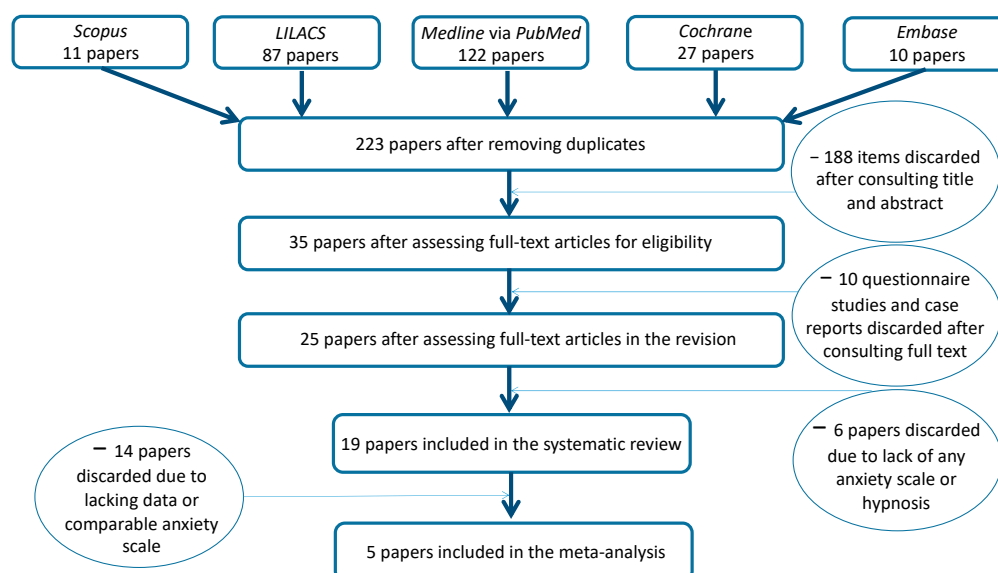 Scopus
11 papers
LILACS
87 papers
Medline via PubMed
122 papers
Cochrane
27 papers
Embase
10 papers
223 papers after removing duplicates
– 188 items discarded
after consulting title
and abstract
35 papers after assessing full-text articles for eligibility
– 10 questionnaire
studies and case
reports discarded after
consulting full text
25 papers after assessing full-text articles in the revision
19 papers included in the systematic review
– 6 papers discarded
due to lack of any
anxiety scale or
hypnosis
– 14 papers
discarded due to
lacking data or
comparable anxiety
scale
5 papers included in the meta-analysis